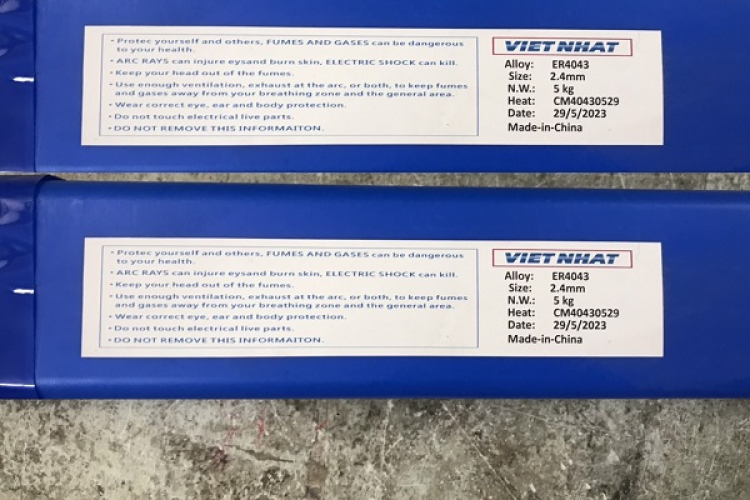 • Protec yourself and others, FUMES AND GASES can be dangerous
to your health.
• ARC RAYS can injure eysand burn skin, ELECTRIC SHOCK can kill.
• Keep your head out of the fumes.
• Use enough ventilation, exhaust at the arc, or both, to keep fumes
and gases away from your breathing zone and the general area.
• Wear correct eye, ear and body protection.
• Do not touch electrical live parts.
• DO NOT REMOVE THIS INFORMAITON.
VIETNHAT
Alloy: ER4043
Size: 2.4mm
N.W.: 5 kg
Heat: CM40430529
Date: 29/5/2023
Made-in-China
• Protec yourself and others, FUMES AND GASES can be dangerous
to your health.
• ARC RAYS can injure eysand burn skin, ELECTRIC SHOCK can kill.
• Keep your head out of the fumes.
• Use enough ventilation, exhaust at the arc, or both, to keep fumes
and gases away from your breathing zone and the general area.
• Wear correct eye, ear and body protection.
• Do not touch electrical live parts.
• DO NOT REMOVE THIS INFORMAITON.
VIETNHAT
Alloy: ER4043
Size: 2.4mm
N.W.: 5 kg
Heat: CM40430529
Date: 29/5/2023
Made-in-China